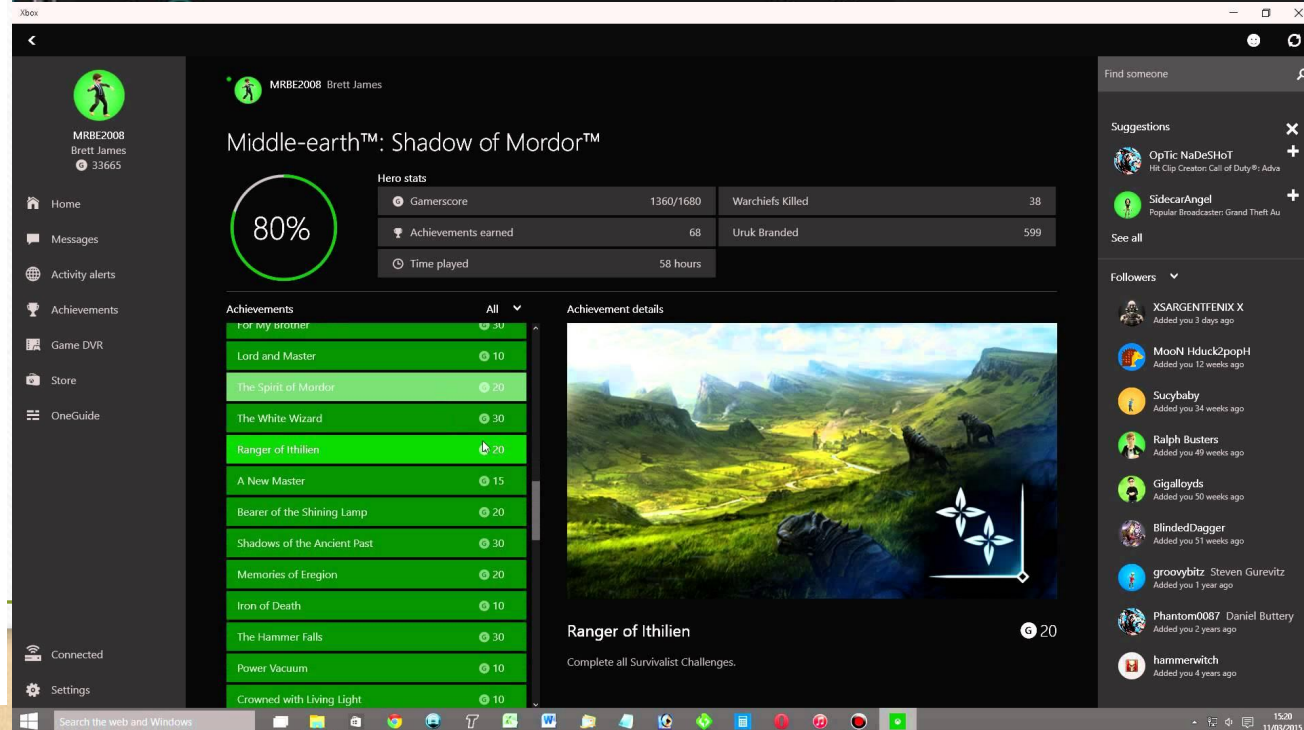 Xbox
MRBE2008
Brett James
G 33665
Home
Messages
Activity alerts
Achievements
Game DVR
Store
OneGuide
Connected
Settings
MRBE2008 Brett James
Middle-earth™: Shadow of Mordor™
80%
Hero stats
G Gamerscore 1360/1680
Warchiefs Killed 38
Achievements earned 68
Uruk Branded 599
Time played 58 hours
Achievements All
For My Brother G 30
Lord and Master G 10
The Spirit of Mordor G 20
The White Wizard G 30
Ranger of Ithilien G 20
A New Master G 15
Bearer of the Shining Lamp G 20
Shadows of the Ancient Past G 30
Memories of Eregion G 20
Iron of Death G 10
The Hammer Falls G 30
Power Vacuum G 10
Crowned with Living Light G 10
Achievement details
Ranger of Ithilien G 20
Complete all Survivalist Challenges.
Find someone
Suggestions
OpTic NaDeSHoT
Hit Clip Creator: Call of Duty®: Adva
SidecarAngel
Popular Broadcaster: Grand Theft Au
See all
Followers
XSARGENTFENIX X
Added you 3 days ago
MooN Hduck2popH
Added you 12 weeks ago
Sucybaby
Added you 34 weeks ago
Ralph Busters
Added you 49 weeks ago
Gigalloyds
Added you 50 weeks ago
BlindedDagger
Added you 51 weeks ago
groovybitz Steven Gurevitz
Added you 1 year ago
Phantom0087 Daniel Buttery
Added you 2 years ago
hammerwitch
Added you 4 years ago
Search the web and Windows
15:20
11/03/2015